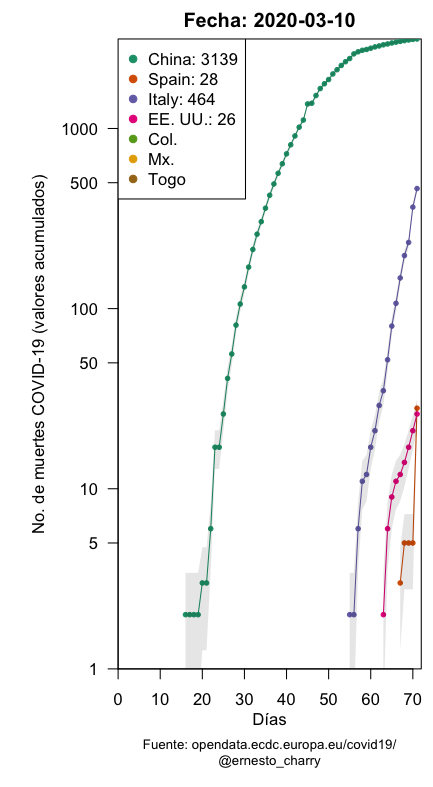 Fecha: 2020-03-10
China: 3139
Spain: 28
Italy: 464
EE. UU.: 26
Col.
Mx.
Togo
No. de muertes COVID-19 (valores acumulados)
1000
500
100
50
10
5
1
0 10 20 30 40 50 60 70
Días
Fuente: opendata.ecdc.europa.eu/covid19/
@ernesto_charry